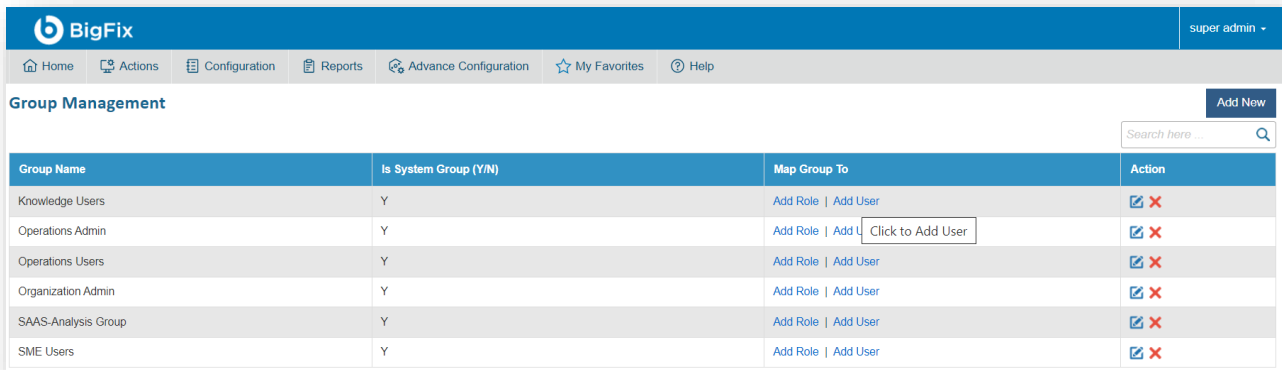 BigFix
super admin
Home Actions Configuration Reports Advance Configuration My Favorites Help
Group Management
Add New
Search here ...
Group Name Is System Group (Y/N) Map Group To Action
Knowledge Users Y Add Role | Add User
Operations Admin Y Add Role | Add
Click to Add User
Operations Users Y Add Role | Add User
Organization Admin Y Add Role | Add User
SAAS-Analysis Group Y Add Role | Add User
SME Users Y Add Role | Add User